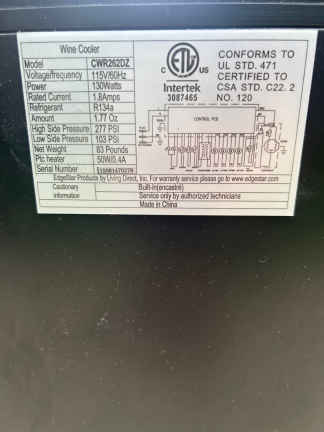 Wine Cooler
Model CWR262DZ
Voltage/frequency 115V/60Hz
Power 130Watts
Rated Current 1.8Amps
Refrigerant R134a
Amount 1.77 Oz
High Side Pressure 277 PSI
Low Side Pressure 103 PSI
Net Weight 83 Pounds
Ptc heater 50W/0.4A
Serial Number
EdgeStar Products by Living Direct, Inc. For warranty service please go to www.edgestar.com
Cautionary information
Built-in(encastré)
Service only by authorized technicians
Made in China
ETL
C US
Intertek
3087465
CONFORMS TO
UL STD. 471
CERTIFIED TO
CSA STD. C22. 2
NO. 120
CONTROL PCB